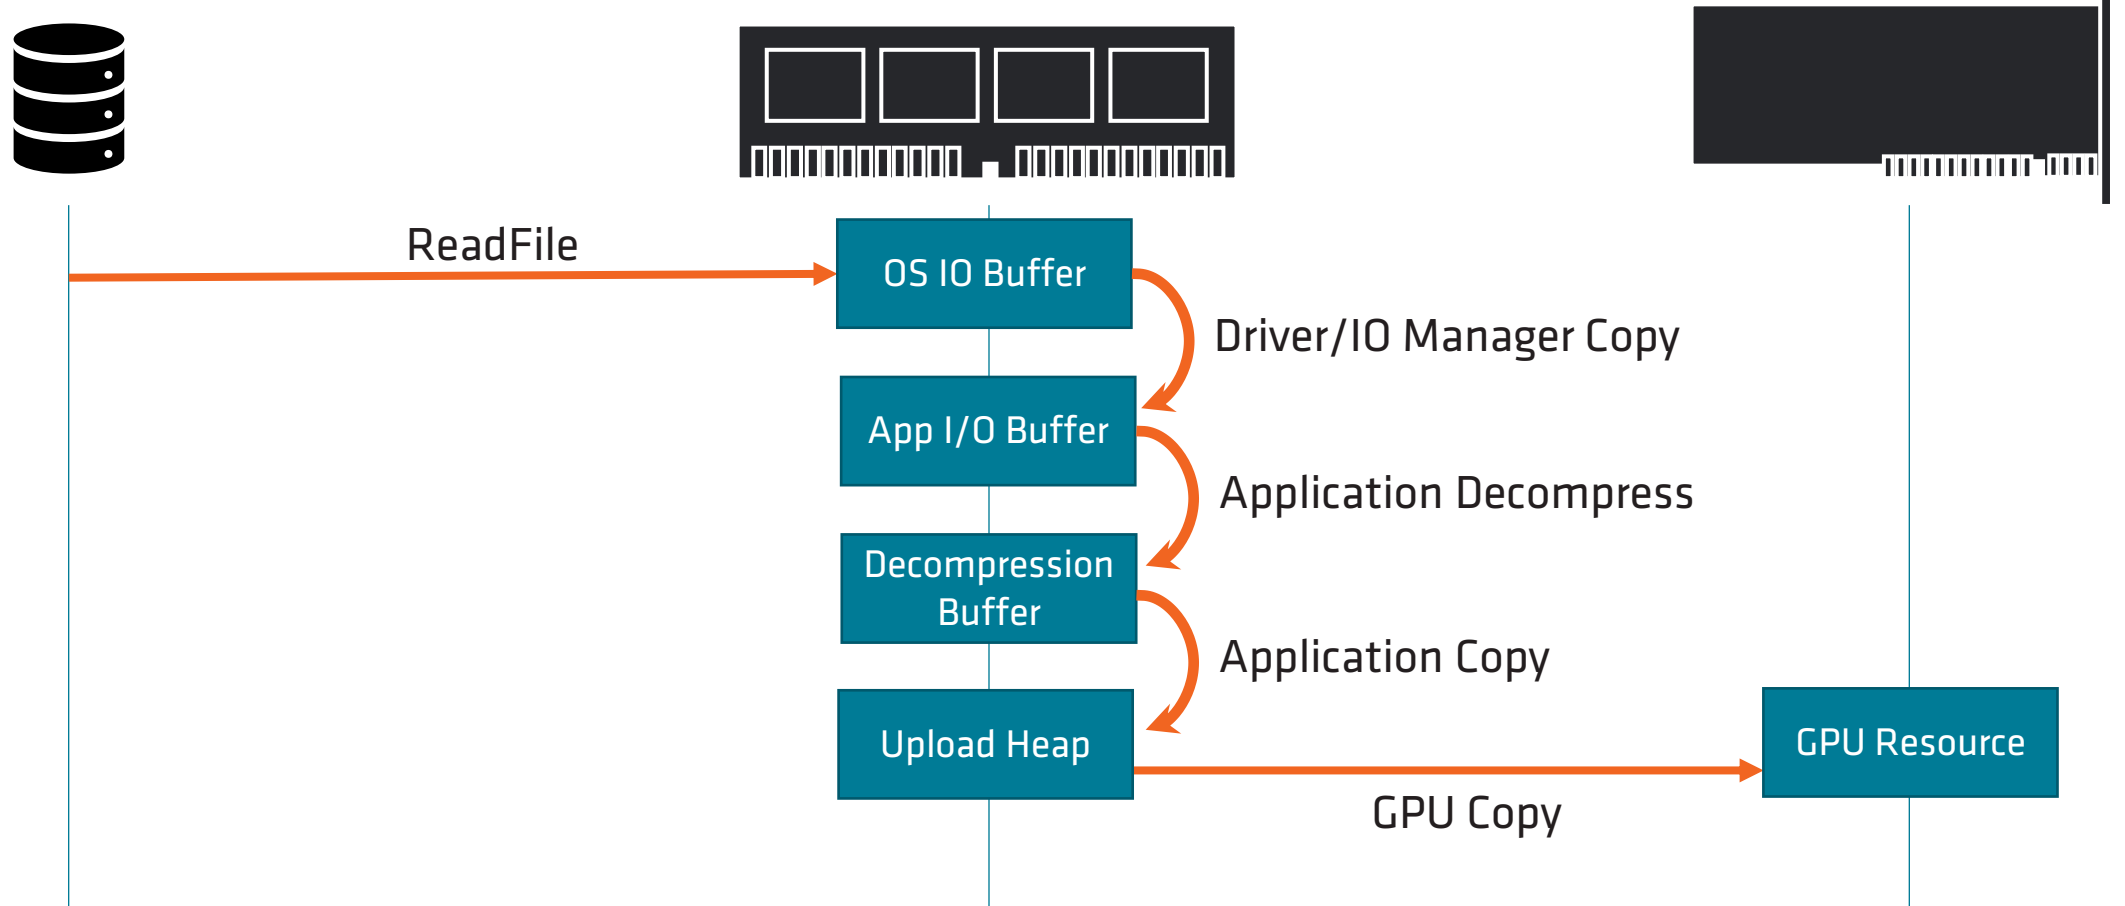 ReadFile
OS IO Buffer
Driver/IO Manager Copy
App I/O Buffer
Application Decompress
Decompression
Buffer
Application Copy
Upload Heap
GPU Resource
GPU Copy